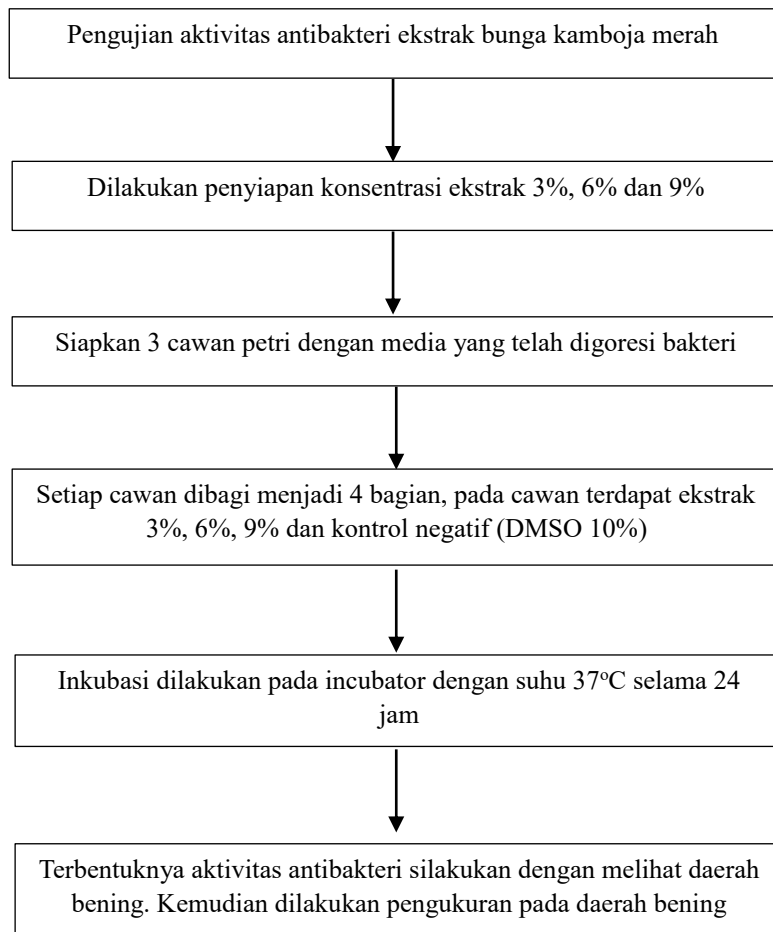 Pengujian aktivitas antibakteri ekstrak bunga kamboja merah
Dilakukan penyiapan konsentrasi ekstrak 3%, 6% dan 9%
Siapkan 3 cawan petri dengan media yang telah digoresi bakteri
Setiap cawan dibagi menjadi 4 bagian, pada cawan terdapat ekstrak
3%, 6%, 9% dan kontrol negatif (DMSO 10%)
Inkubasi dilakukan pada incubator dengan suhu 37°C selama 24
jam
Terbentuknya aktivitas antibakteri silakukan dengan melihat daerah
bening. Kemudian dilakukan pengukuran pada daerah bening